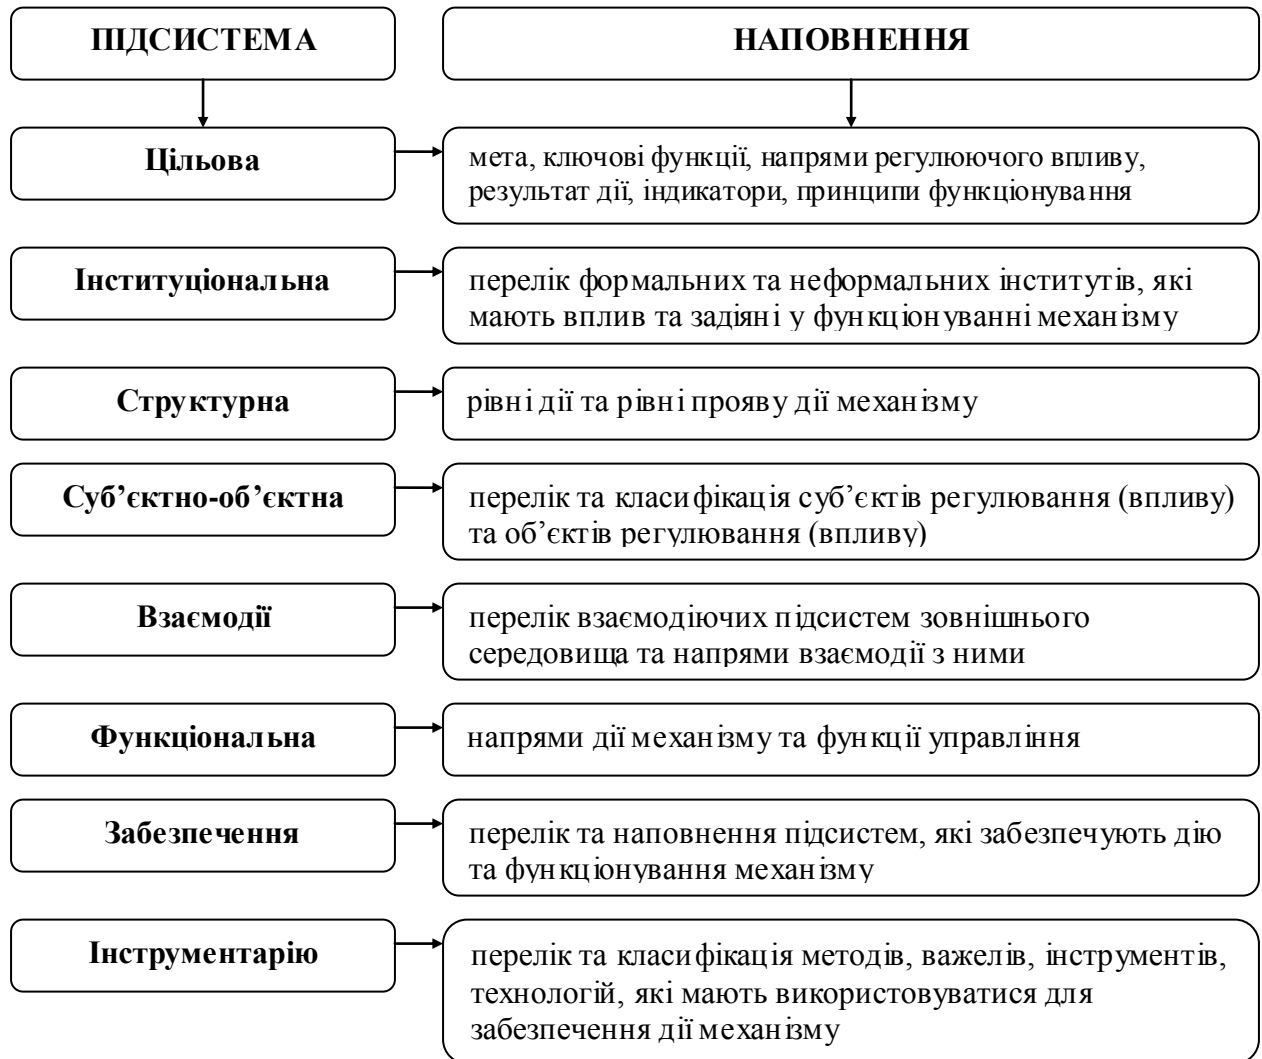 ПІДСИСТЕМА
НАПОВНЕННЯ
Цільова
мета, ключові функції, напрями регулюючого впливу,
результат дії, індикатори, принципи функціонування
Інституціональна
перелік формальних та неформальних інститутів, які
мають вплив та задіяні у функціонуванні механізму
Структурна
рівні дії та рівні прояву дії механізму
Суб’єктно-об’єктна
перелік та класифікація суб’єктів регулювання (впливу)
та об’єктів регулювання (впливу)
Взаємодії
перелік взаємодіючих підсистем зовнішнього
середовища та напрями взаємодії з ними
Функціональна
напрями дії механізму та функції управління
Забезпечення
перелік та наповнення підсистем, які забезпечують дію
та функціонування механізму
Інструментарію
перелік та класифікація методів, важелів, інструментів,
технологій, які мають використовуватися для
забезпечення дії механізму